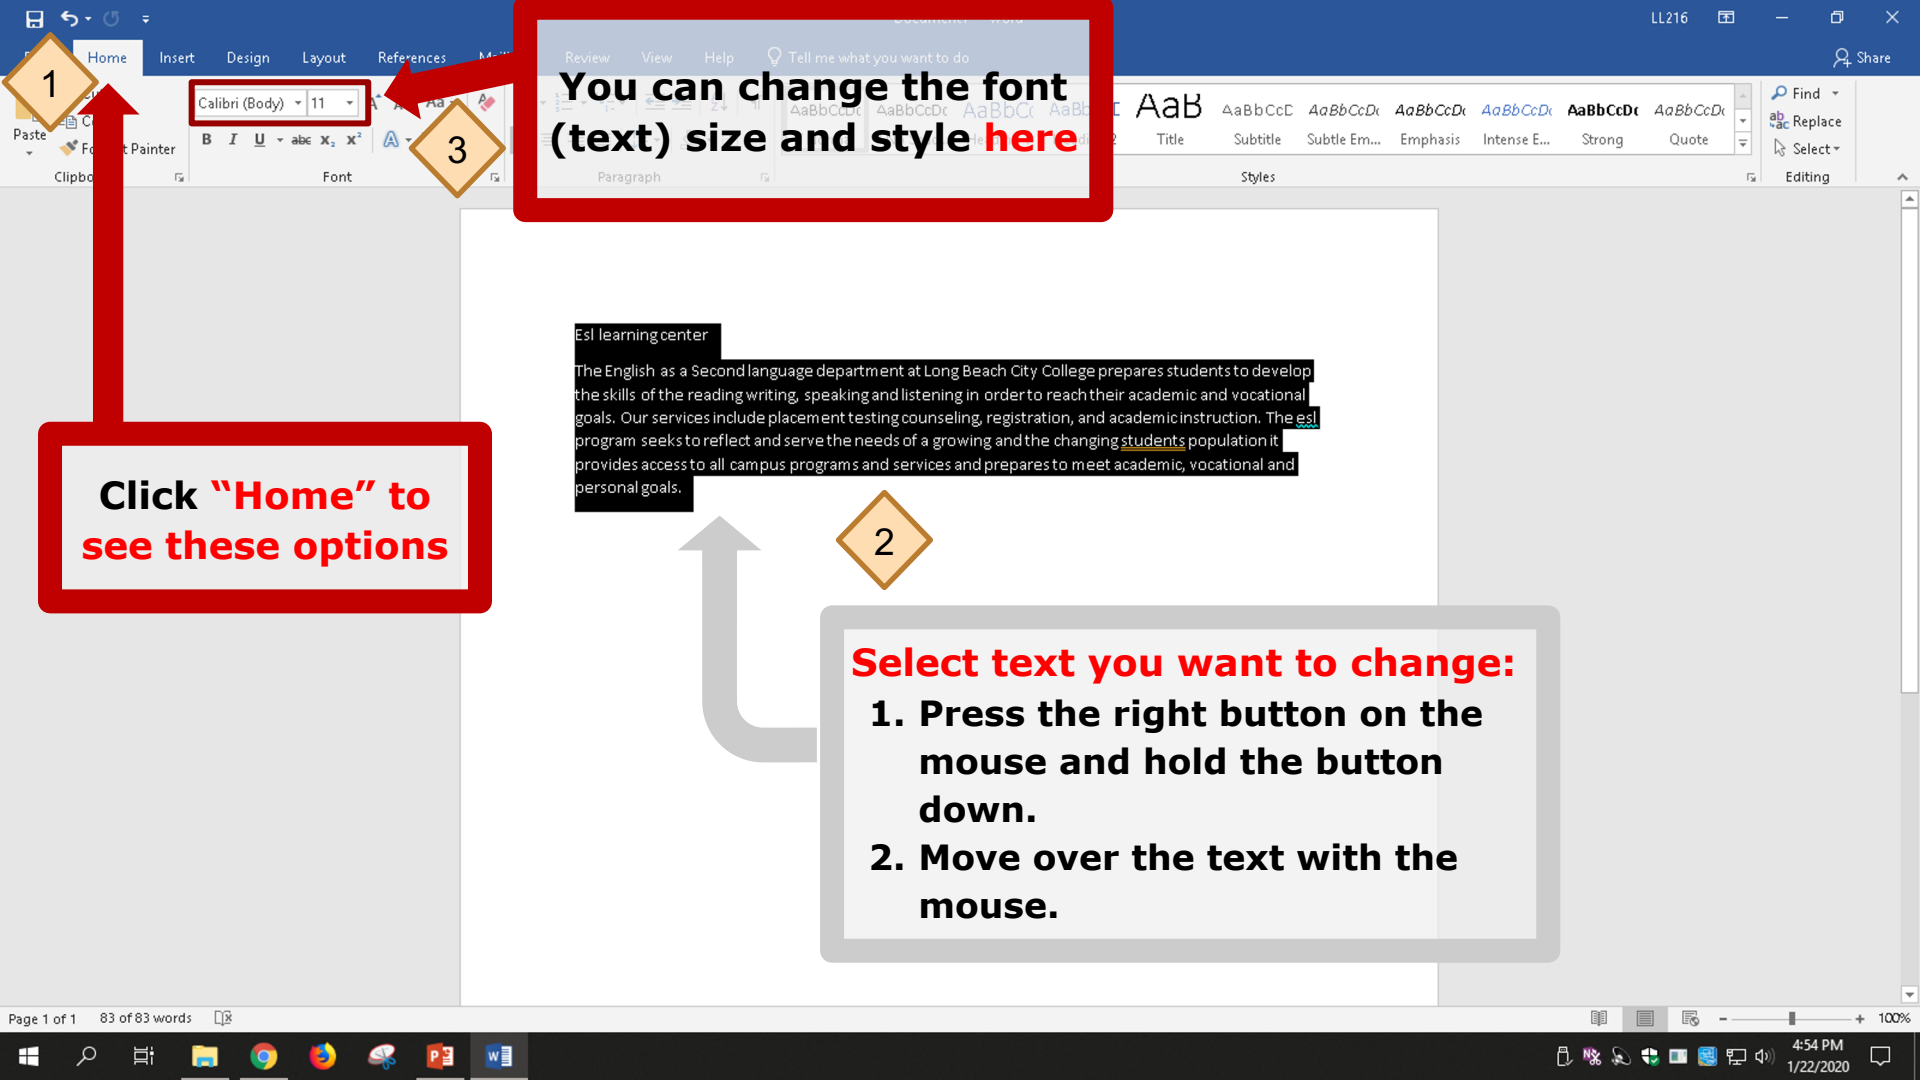 LL216
Home Insert Design Layout References Review View Help Tell me what you want to do Share
1
Calibri (Body) 11
Paste
Painter
Clipbo
Font
B I U abc X₂ X²
3
You can change the font
(text) size and style here
Paragraph
AaB AaBbCcD AaBbCcDc AaBbCcDc AaBbCcDc AaBbCcDc AaBbCcDc
Title Subtitle Subtle Em... Emphasis Intense E... Strong Quote
Styles
Find
Replace
Select
Editing
Esl learning center
The English as a Second language department at Long Beach City College prepares students to develop
the skills of the reading writing, speaking and listening in order to reach their academic and vocational
goals. Our services include placement testing counseling, registration, and academic instruction. The esl
program seeks to reflect and serve the needs of a growing and the changing students population it
provides access to all campus programs and services and prepares to meet academic, vocational and
personal goals.
Click “Home” to
see these options
2
Select text you want to change:
1. Press the right button on the
mouse and hold the button
down.
2. Move over the text with the
mouse.
Page 1 of 1 83 of 83 words
100%
4:54 PM
1/22/2020